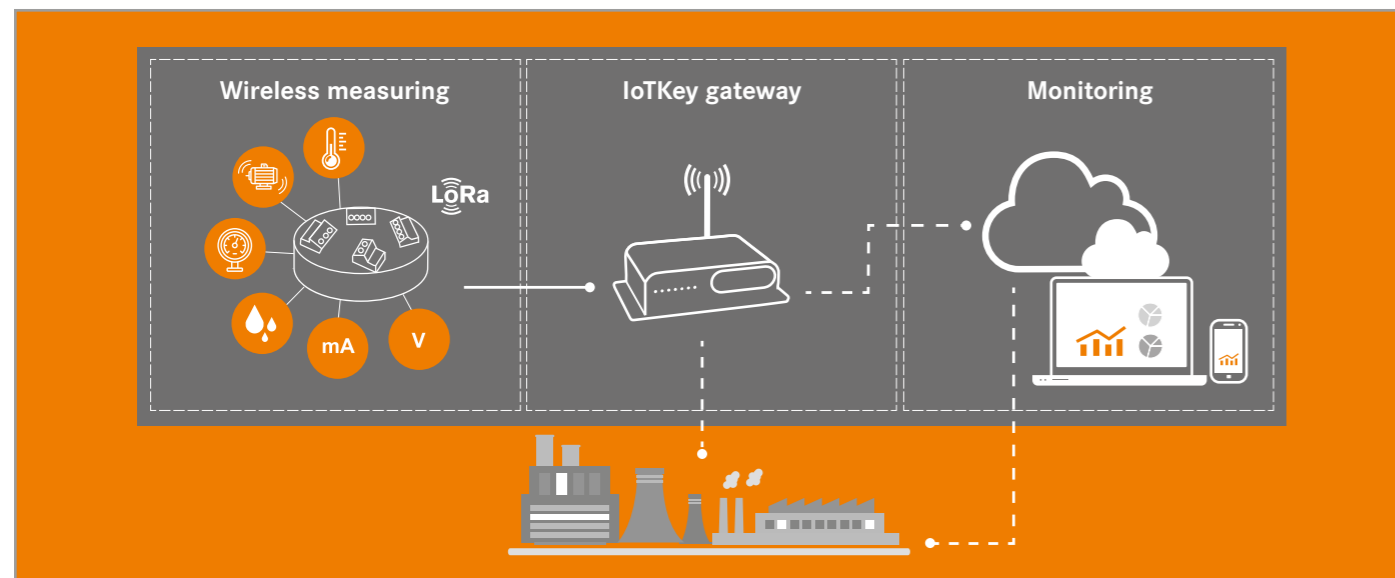 Wireless measuring
IoTKey gateway
Monitoring
LoRa
mA
V